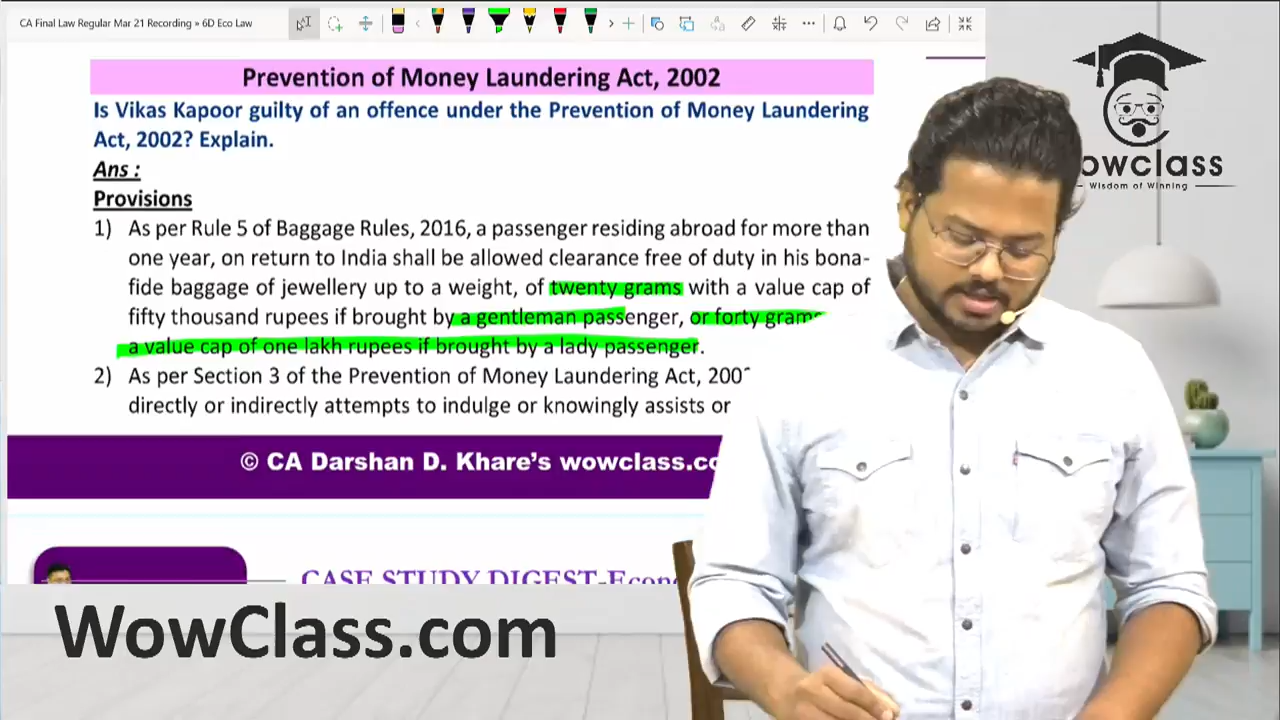 CA Final Law Regular Mar 21 Recording » 6D Eco Law
Prevention of Money Laundering Act, 2002
Is Vikas Kapoor guilty of an offence under the Prevention of Money Laundering
Act, 2002? Explain.
Ans :
Provisions
1) As per Rule 5 of Baggage Rules, 2016, a passenger residing abroad for more than
one year, on return to India shall be allowed clearance free of duty in his bona-
fide baggage of jewellery up to a weight, of twenty grams with a value cap of
fifty thousand rupees if brought by a gentleman passenger, or forty grams
a value cap of one lakh rupees if brought by a lady passenger.
2) As per Section 3 of the Prevention of Money Laundering Act,
directly or indirectly attempts to indulge or knowingly assists or
© CA Darshan D. Khare's
CASE STUDY DIGEST-
WowClass.com
wowclass
Wisdom of Winning